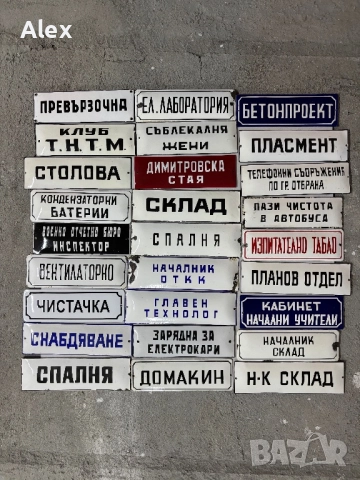 Alex
ПРЕВЪРЗОЧНА
ЕЛ. ЛАБОРАТОРИЯ
БЕТОНПРОЕКТ
КЛУБ
Т.Н.Т.М.
СЪБЛЕКАЛНЯ
ЖЕНИ
ПЛАСМЕНТ
СТОЛОВА
ДИМИТРОВСКА
СТАЯ
ТЕЛЕФОННИ СЪОРЪЖЕНИЯ
ПО ГР. ОТБРАНА
КОНДЕНЗАТОРНИ
БАТЕРИИ
СКЛАД
ПАЗИ ЧИСТОТА В
АВТОБУСА
ВОЕННО ОТЧЕТНО БЮРО
ИНСПЕКТОР
СПАЛНЯ
ИЗПИТАТЕЛНО ТАБЛО
ВЕНТИЛАТОРНО
НАЧАЛНИК
ОТКК
ПЛАНОВ ОТДЕЛ
ЧИСТАЧКА
ГЛАВЕН
ТЕХНОЛОГ
КАБИНЕТ
НАЧАЛНИ УЧИТЕЛИ
СНАБДЯВАНЕ
ЗАРЯДНА ЗА
ЕЛЕКТРОКАРИ
НАЧАЛНИК
СКЛАД
СПАЛНЯ
ДОМАКИН
Н-К СКЛАД
BAZAR